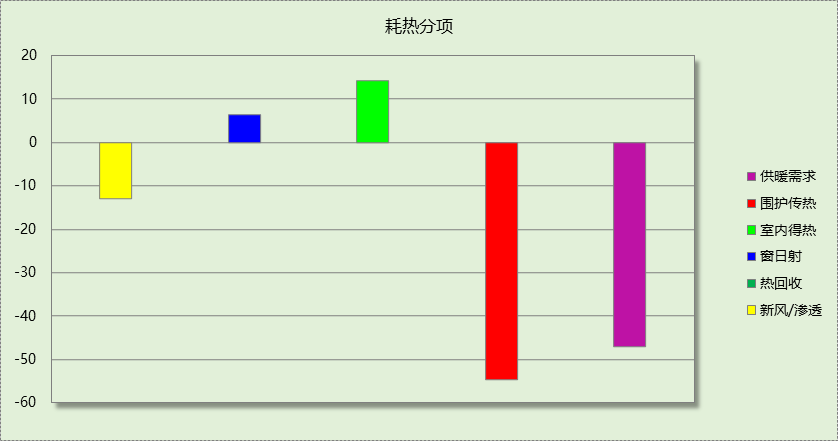 耗热分项
20
10
0
-10
-20
-30
-40
-50
-60
供暖需求
围护传热
室内得热
窗日射
热回收
新风/渗透